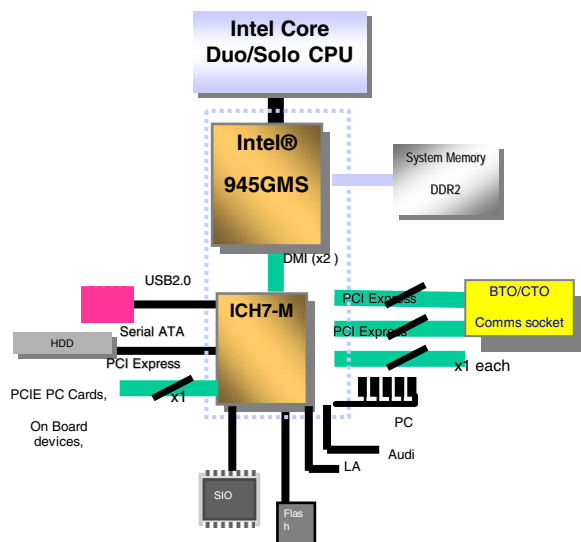 Intel Core
Duo/Solo CPU
Intel®
945GMS
System Memory
DDR2
DMI (x2 )
USB2.0
ICH7-M
PCI Express
BTO/CTO
Serial ATA
PCI Express
Comms socket
HDD
PCI Express
x1 each
PCIE PC Cards,
x1
On Board
devices,
PC
Audi
LA
SIO
Flas
h